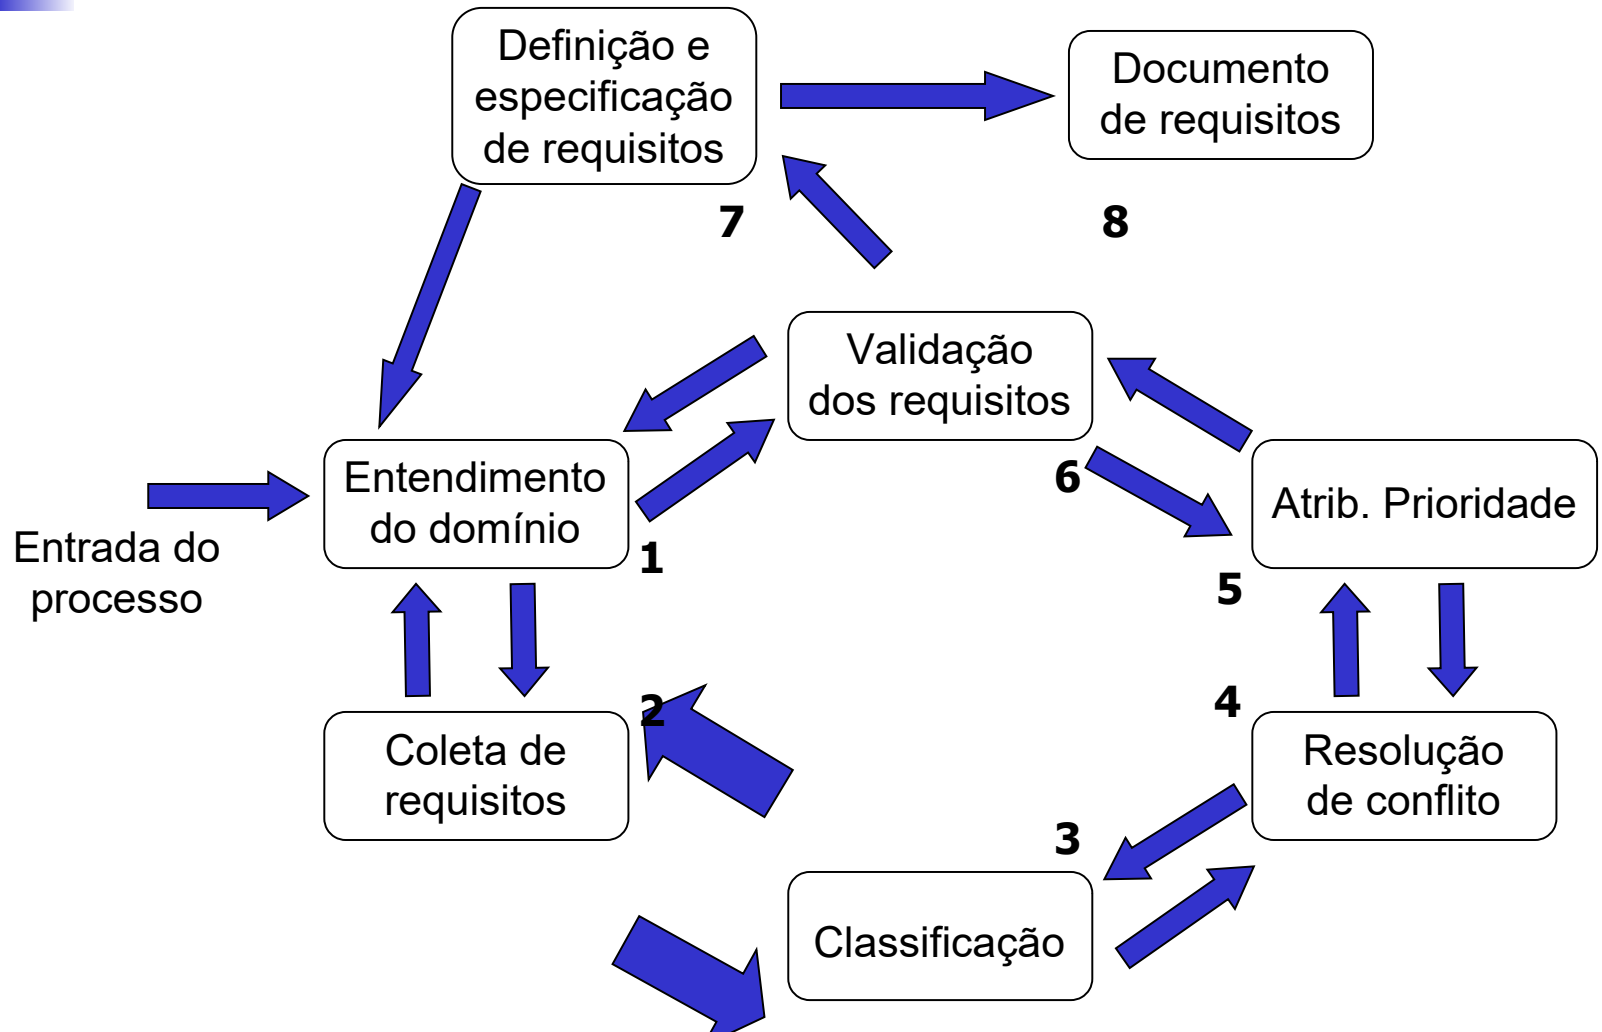 Definição e
especificação
de requisitos
7
Documento
de requisitos
8
Validação
dos requisitos
6
Entrada do
processo
Entendimento
do domínio
1
Atrib. Prioridade
5
Coleta de
requisitos
2
Resolução
de conflito
4
Classificação
3